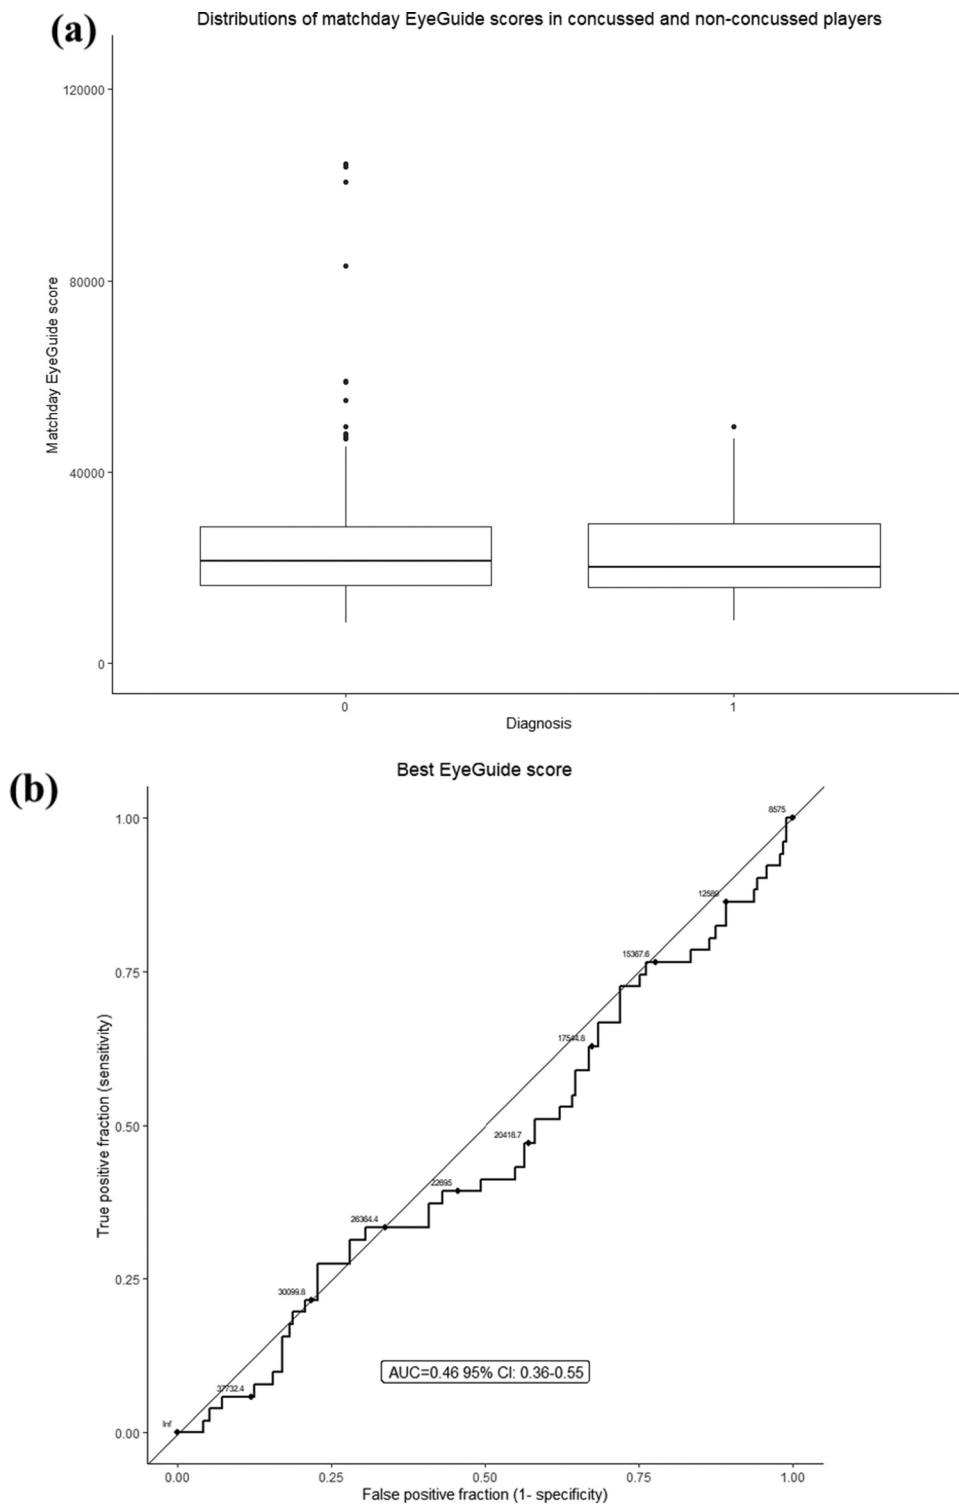 (a)
Distributions of matchday EyeGuide scores in concussed and non-concussed players
120000
80000
40000
0
Matchday EyeGuide score
0
1
Diagnosis
(b)
Best EyeGuide score
1.00
0.75
0.50
0.25
0.00
True positive fraction (sensitivity)
8575
15367.6
17544.8
20418.7
22695
26364.4
30099.8
37732.4
Inf
AUC=0.46 95% CI: 0.36-0.55
0.00
0.25
0.50
0.75
1.00
False positive fraction (1- specificity)